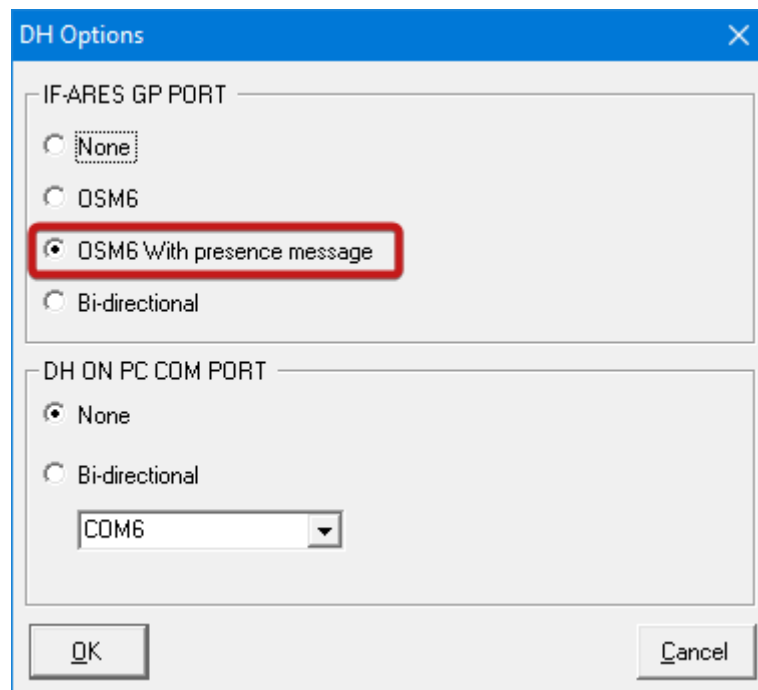 DH Options
IF-ARES GP PORT
None
OSM6
OSM6 With presence message
Bi-directional
DH ON PC COM PORT
None
Bi-directional
COM6
OK
Cancel